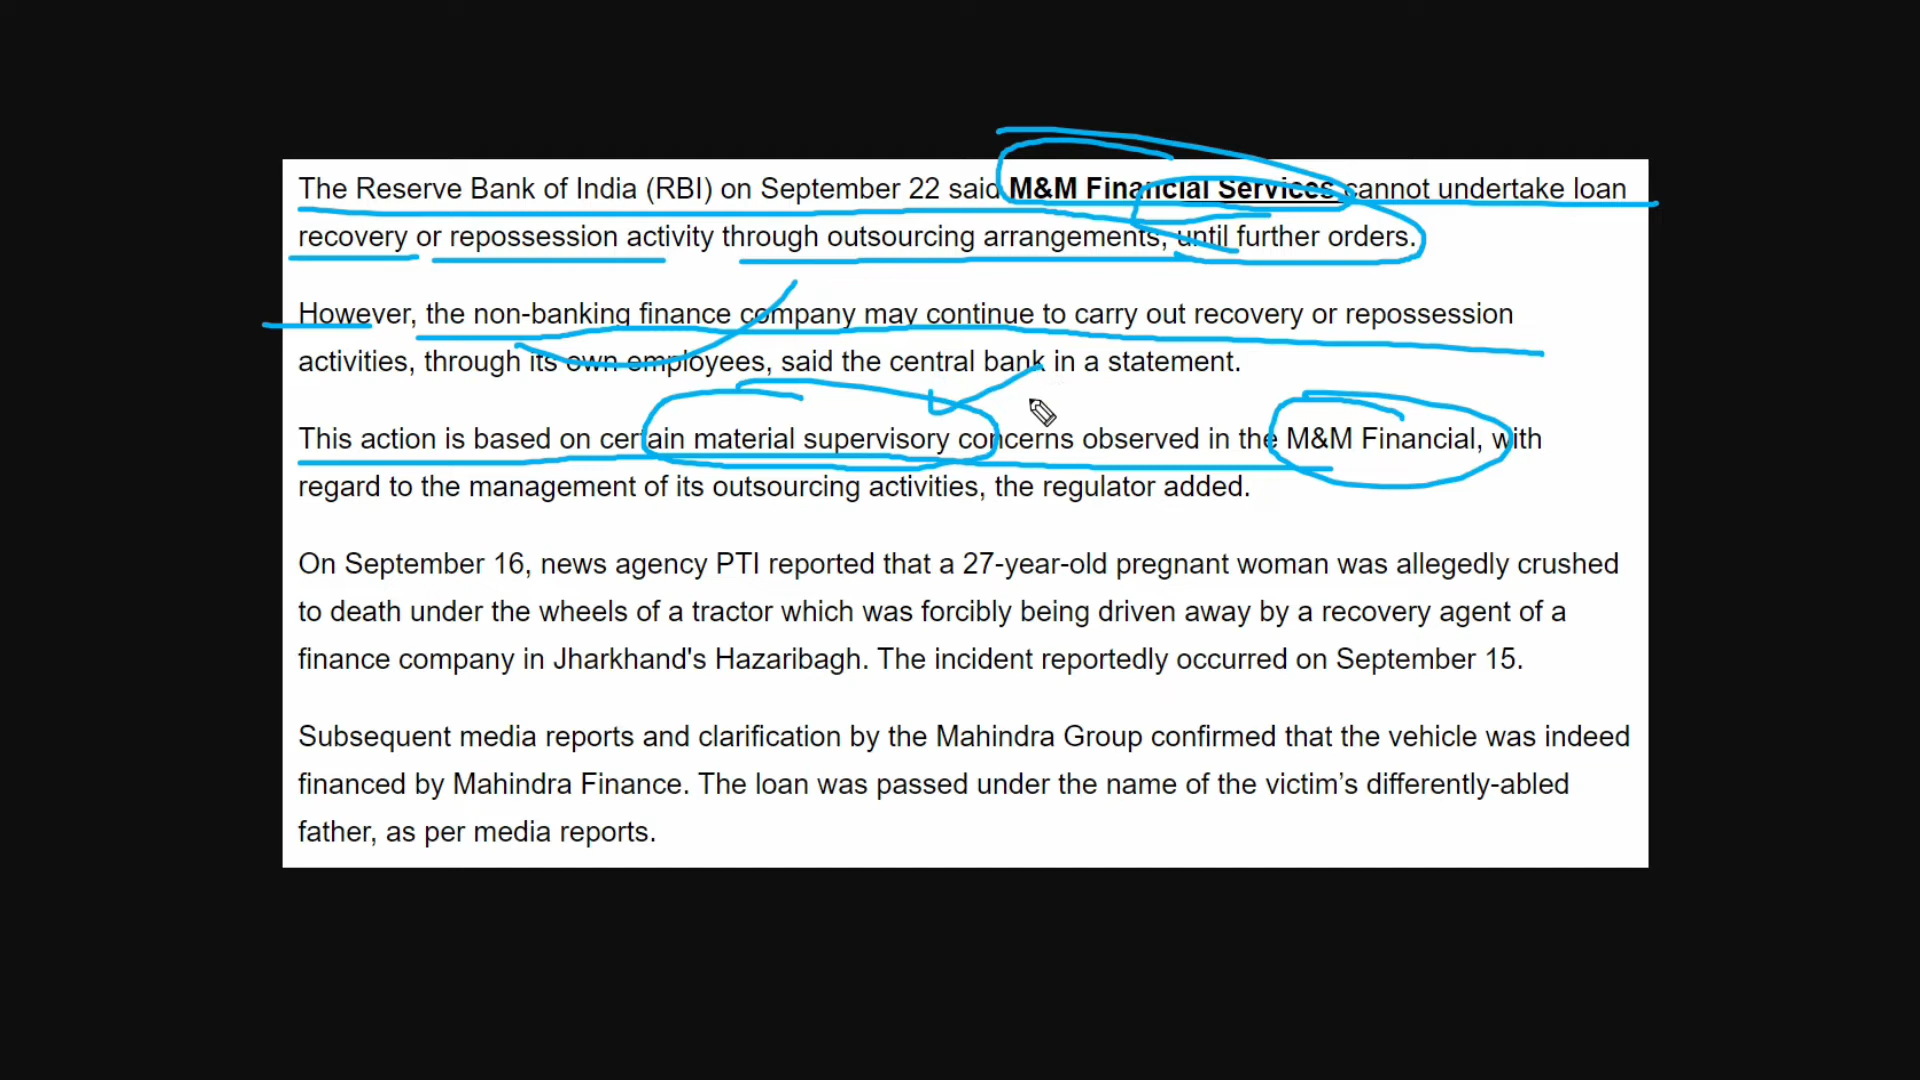 The Reserve Bank of India (RBI) on September 22 said M&M Financial Services cannot undertake loan
recovery or repossession activity through outsourcing arrangements, until further orders.
However, the non-banking finance company may continue to carry out recovery or repossession
activities, through its own employees, said the central bank in a statement.
This action is based on certain material supervisory concerns observed in the M&M Financial, with
regard to the management of its outsourcing activities, the regulator added.
On September 16, news agency PTI reported that a 27-year-old pregnant woman was allegedly crushed
to death under the wheels of a tractor which was forcibly being driven away by a recovery agent of a
finance company in Jharkhand's Hazaribagh. The incident reportedly occurred on September 15.
Subsequent media reports and clarification by the Mahindra Group confirmed that the vehicle was indeed
financed by Mahindra Finance. The loan was passed under the name of the victim’s differently-abled
father, as per media reports.